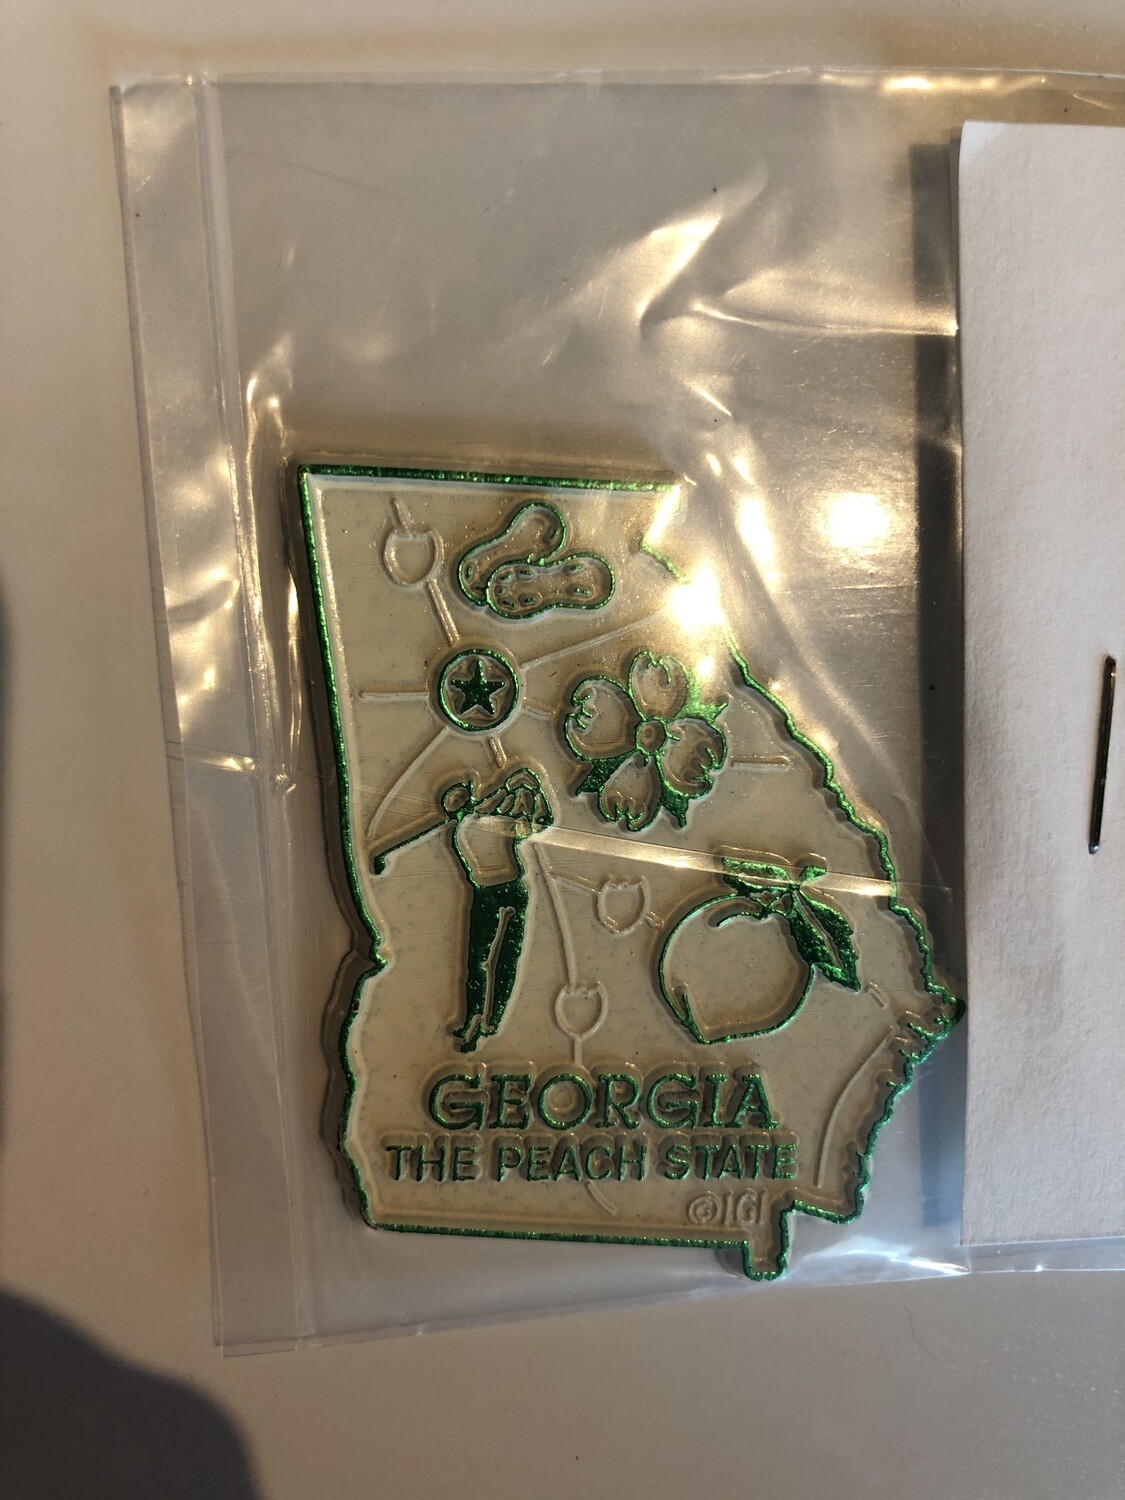 GEORGIA
THE PEACH STATE
©IGI